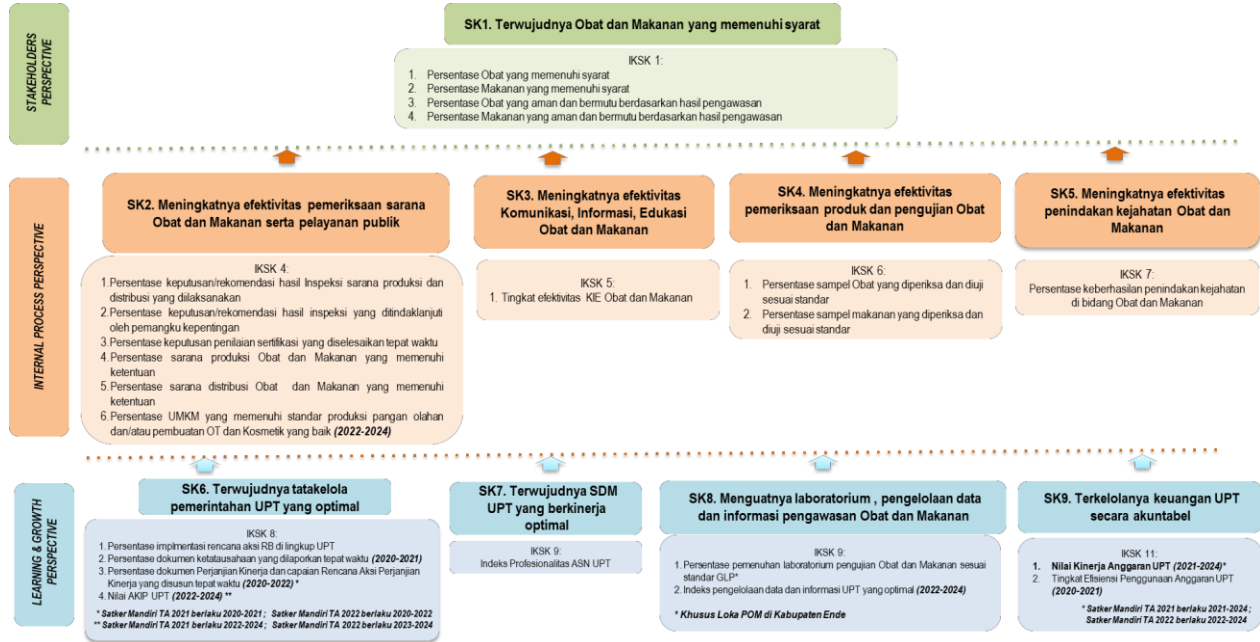 STAKEHOLDERS
PERSPECTIVE
SK1. Terwujudnya Obat dan Makanan yang memenuhi syarat
IKSK 1:
1. Persentase Obat yang memenuhi syarat
2. Persentase Makanan yang memenuhi syarat
3. Persentase Obat yang aman dan bermutu berdasarkan hasil pengawasan
4. Persentase Makanan yang aman dan bermutu berdasarkan hasil pengawasan
INTERNAL PROCESS PERSPECTIVE
SK2. Meningkatnya efektivitas pemeriksaan sarana
Obat dan Makanan serta pelayanan publik
IKSK 4:
1.Persentase keputusan/rekomendasi hasil Inspeksi sarana produksi dan
distribusi yang dilaksanakan
2.Persentase keputusan/rekomendasi hasil inspeksi yang ditindaklanjuti
oleh pemangku kepentingan
3.Persentase keputusan penilaian sertifikasi yang diselesaikan tepat waktu
4.Persentase sarana produksi Obat dan Makanan yang memenuhi
ketentuan
5.Persentase sarana distribusi Obat dan Makanan yang memenuhi
ketentuan
6.Persentase UMKM yang memenuhi standar produksi pangan olahan
dan/atau pembuatan OT dan Kosmetik yang baik (2022-2024)
SK3. Meningkatnya efektivitas
Komunikasi, Informasi, Edukasi
Obat dan Makanan
IKSK 5:
1. Tingkat efektivitas KIE Obat dan Makanan
SK4. Meningkatnya efektivitas
pemeriksaan produk dan pengujian Obat
dan Makanan
IKSK 6:
1. Persentase sampel Obat yang diperiksa dan diuji
sesuai standar
2. Persentase sampel makanan yang diperiksa dan
diuji sesuai standar
SK5. Meningkatnya efektivitas
penindakan kejahatan Obat dan
Makanan
IKSK 7:
Persentase keberhasilan penindakan kejahatan
di bidang Obat dan Makanan
LEARNING & GROWTH
PERSPECTIVE
SK6. Terwujudnya tatakelola
pemerintahan UPT yang optimal
IKSK 8:
1. Persentase implmntasi rencana aksi RB di lingkup UPT
2. Persentase dokumen ketatausahaan yang dilaporkan tepat waktu (2020-2021)
3. Persentase dokumen Perjanjian Kinerja dan capaian Rencana Aksi Perjanjian
Kinerja yang disusun tepat waktu (2020-2022) *
4. Nilai AKIP UPT (2022-2024) **
* Satker Mandiri TA 2021 berlaku 2020-2021 ; Satker Mandiri TA 2022 berlaku 2020-2022
** Satker Mandiri TA 2021 berlaku 2022-2024 ; Satker Mandiri TA 2022 berlaku 2023-2024
SK7. Terwujudnya SDM
UPT yang berkinerja
optimal
IKSK 9:
Indeks Profesionalitas ASN UPT
SK8. Menguatnya laboratorium , pengelolaan data
dan informasi pengawasan Obat dan Makanan
IKSK 9:
1. Persentase pemenuhan laboratorium pengujian Obat dan Makanan sesuai
standar GLP*
2. Indeks pengelolaan data dan informasi UPT yang optimal (2022-2024)
* Khusus Loka POM di Kabupaten Ende
SK9. Terkelolanya keuangan UPT
secara akuntabel
IKSK 11:
1. Nilai Kinerja Anggaran UPT (2021-2024)*
2. Tingkat Efisiensi Penggunaan Anggaran UPT
(2020-2021)
* Satker Mandiri TA 2021 berlaku 2021-2024 ;
Satker Mandiri TA 2022 berlaku 2022-2024